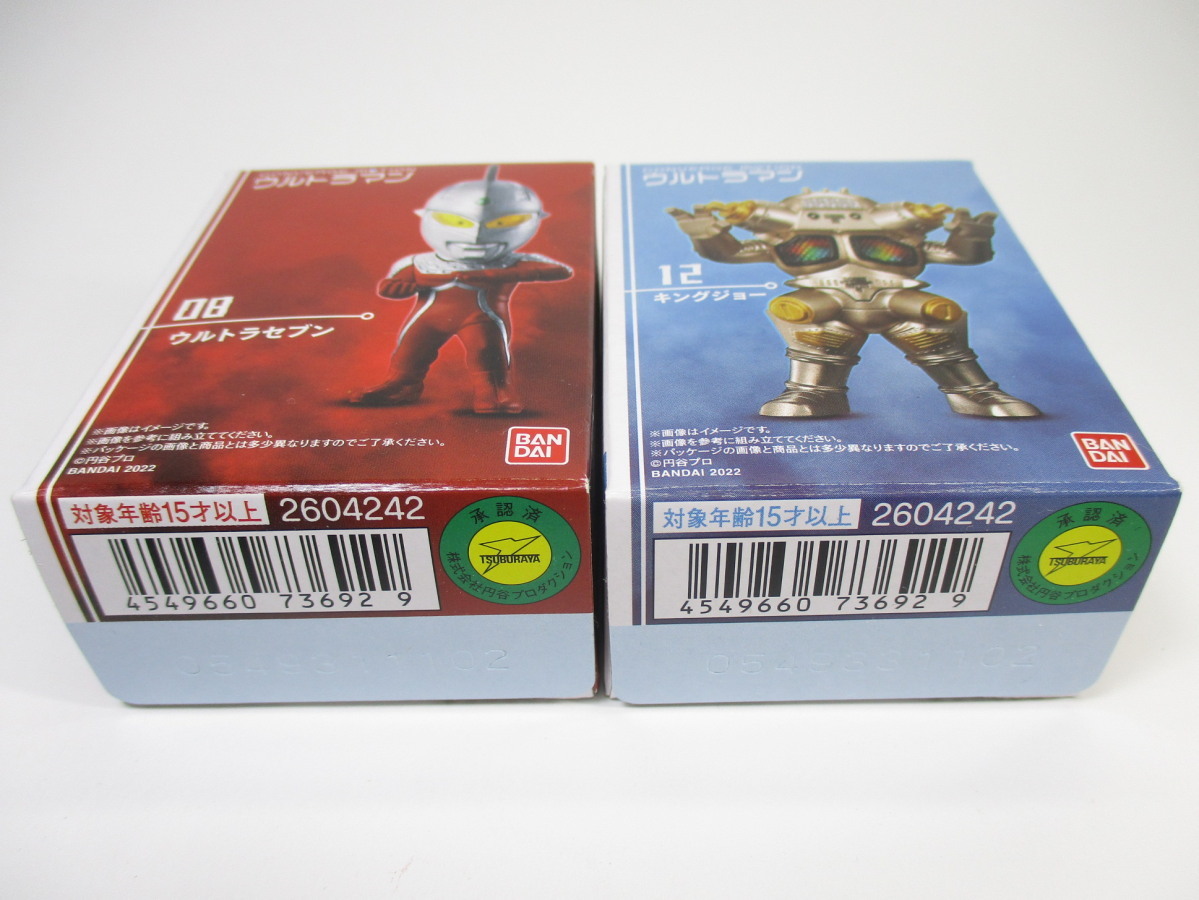 ウルトラマン
08
ウルトラセブン
※画像はイメージです。
※画像を参考に組み立ててください。
※パッケージの画像と商品とは多少異なりますのでご了承ください。
©円谷プロ
BANDAI 2022
BAN
DAI
対象年齢15才以上 2604242
4549660 73692 9
承認済
TSUBURAYA
株式会社円谷プロダクション
ウルトラマン
12
キングジョー
※画像はイメージです。
※画像を参考に組み立ててください。
※パッケージの画像と商品とは多少異なりますのでご了承ください。
©円谷プロ
BANDAI 2022
BAN
DAI
対象年齢15才以上 2604242
4549660 73692 9
承認済
TSUBURAYA
株式会社円谷プロダクション